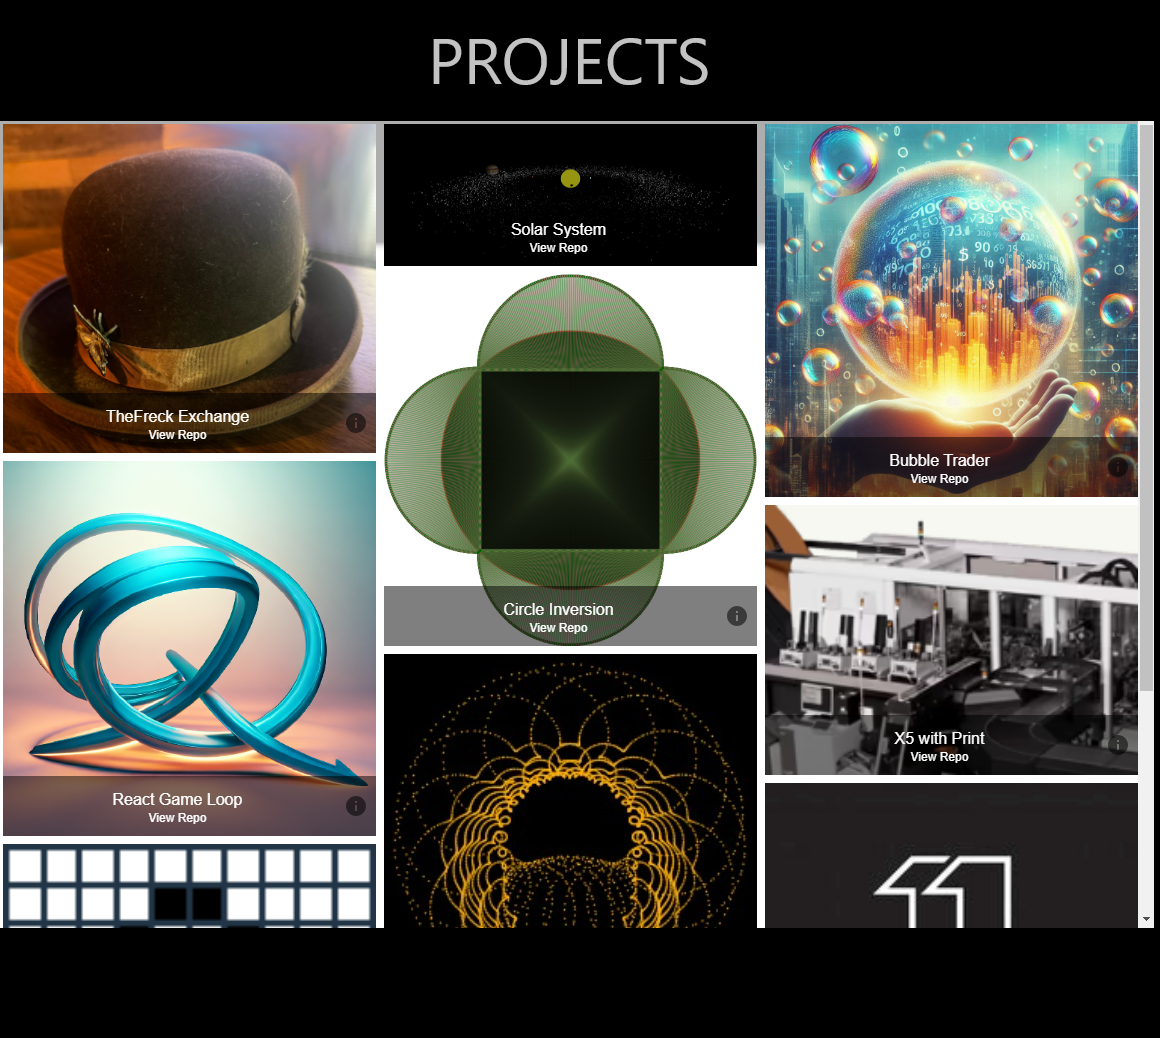 PROJECTS
TheFreck Exchange
View Repo
Solar System
View Repo
Bubble Trader
View Repo
Circle Inversion
View Repo
React Game Loop
View Repo
X5 with Print
View Repo